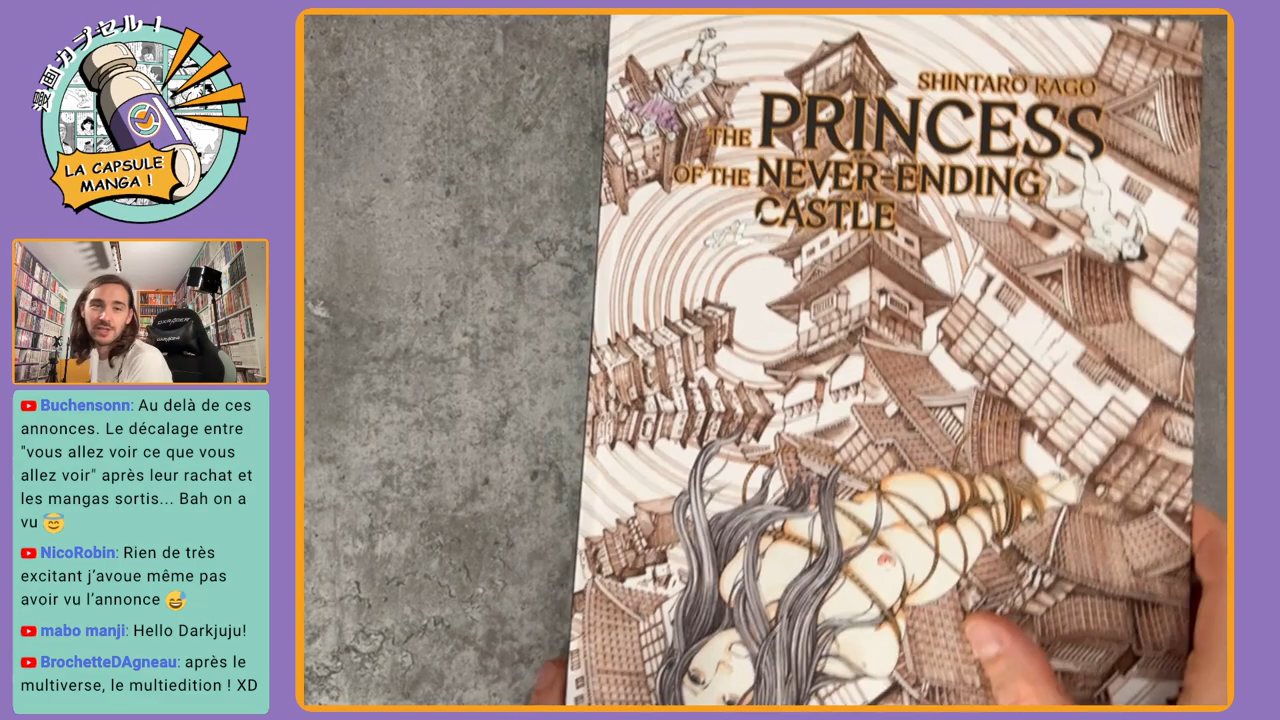 漫画カプセル！
LA CAPSULE
MANGA !
SHINTARO KAGO
THE PRINCESS
OF THE NEVER-ENDING
CASTLE
Buchensonn: Au delà de ces
annonces. Le décalage entre
"vous allez voir ce que vous
allez voir" après leur rachat et
les mangas sortis... Bah on a
vu 😇
NicoRobin: Rien de très
excitant j’avoue même pas
avoir vu l’annonce 😅
mabo manji: Hello Darkjuju!
BrochetteDAgneau: après le
multiverse, le multiedition ! XD